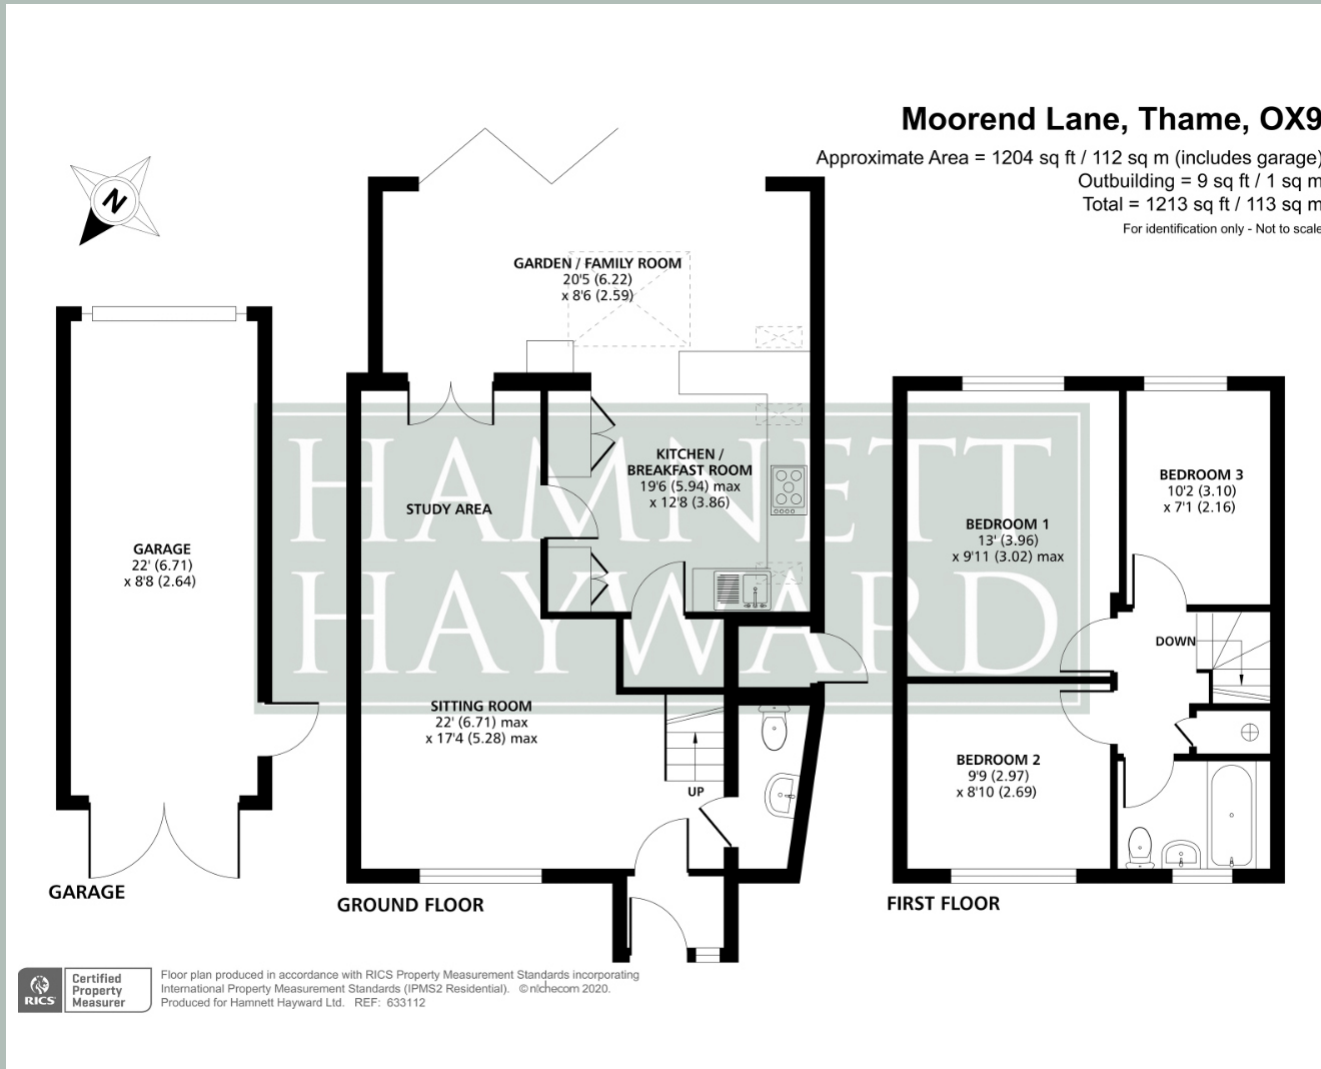 Moorend Lane, Thame, OX9
Approximate Area = 1204 sq ft / 112 sq m (includes garage)
Outbuilding = 9 sq ft / 1 sq m
Total = 1213 sq ft / 113 sq m
For identification only - Not to scale
N
GARDEN / FAMILY ROOM
20'5 (6.22)
x 8'6 (2.59)
HAMNETT
HAYWARD
KITCHEN /
BREAKFAST ROOM
19'6 (5.94) max
x 12'8 (3.86)
STUDY AREA
GARAGE
22' (6.71)
x 8'8 (2.64)
BEDROOM 3
10'2 (3.10)
x 7'1 (2.16)
BEDROOM 1
13' (3.96)
x 9'11 (3.02) max
DOWN
SITTING ROOM
22' (6.71) max
x 17'4 (5.28) max
UP
BEDROOM 2
9'9 (2.97)
x 8'10 (2.69)
GARAGE
GROUND FLOOR
FIRST FLOOR
RICS
Certified
Property
Measurer
Floor plan produced in accordance with RICS Property Measurement Standards incorporating
International Property Measurement Standards (IPMS2 Residential). ©nichecom 2020.
Produced for Hamnett Hayward Ltd. REF: 633112